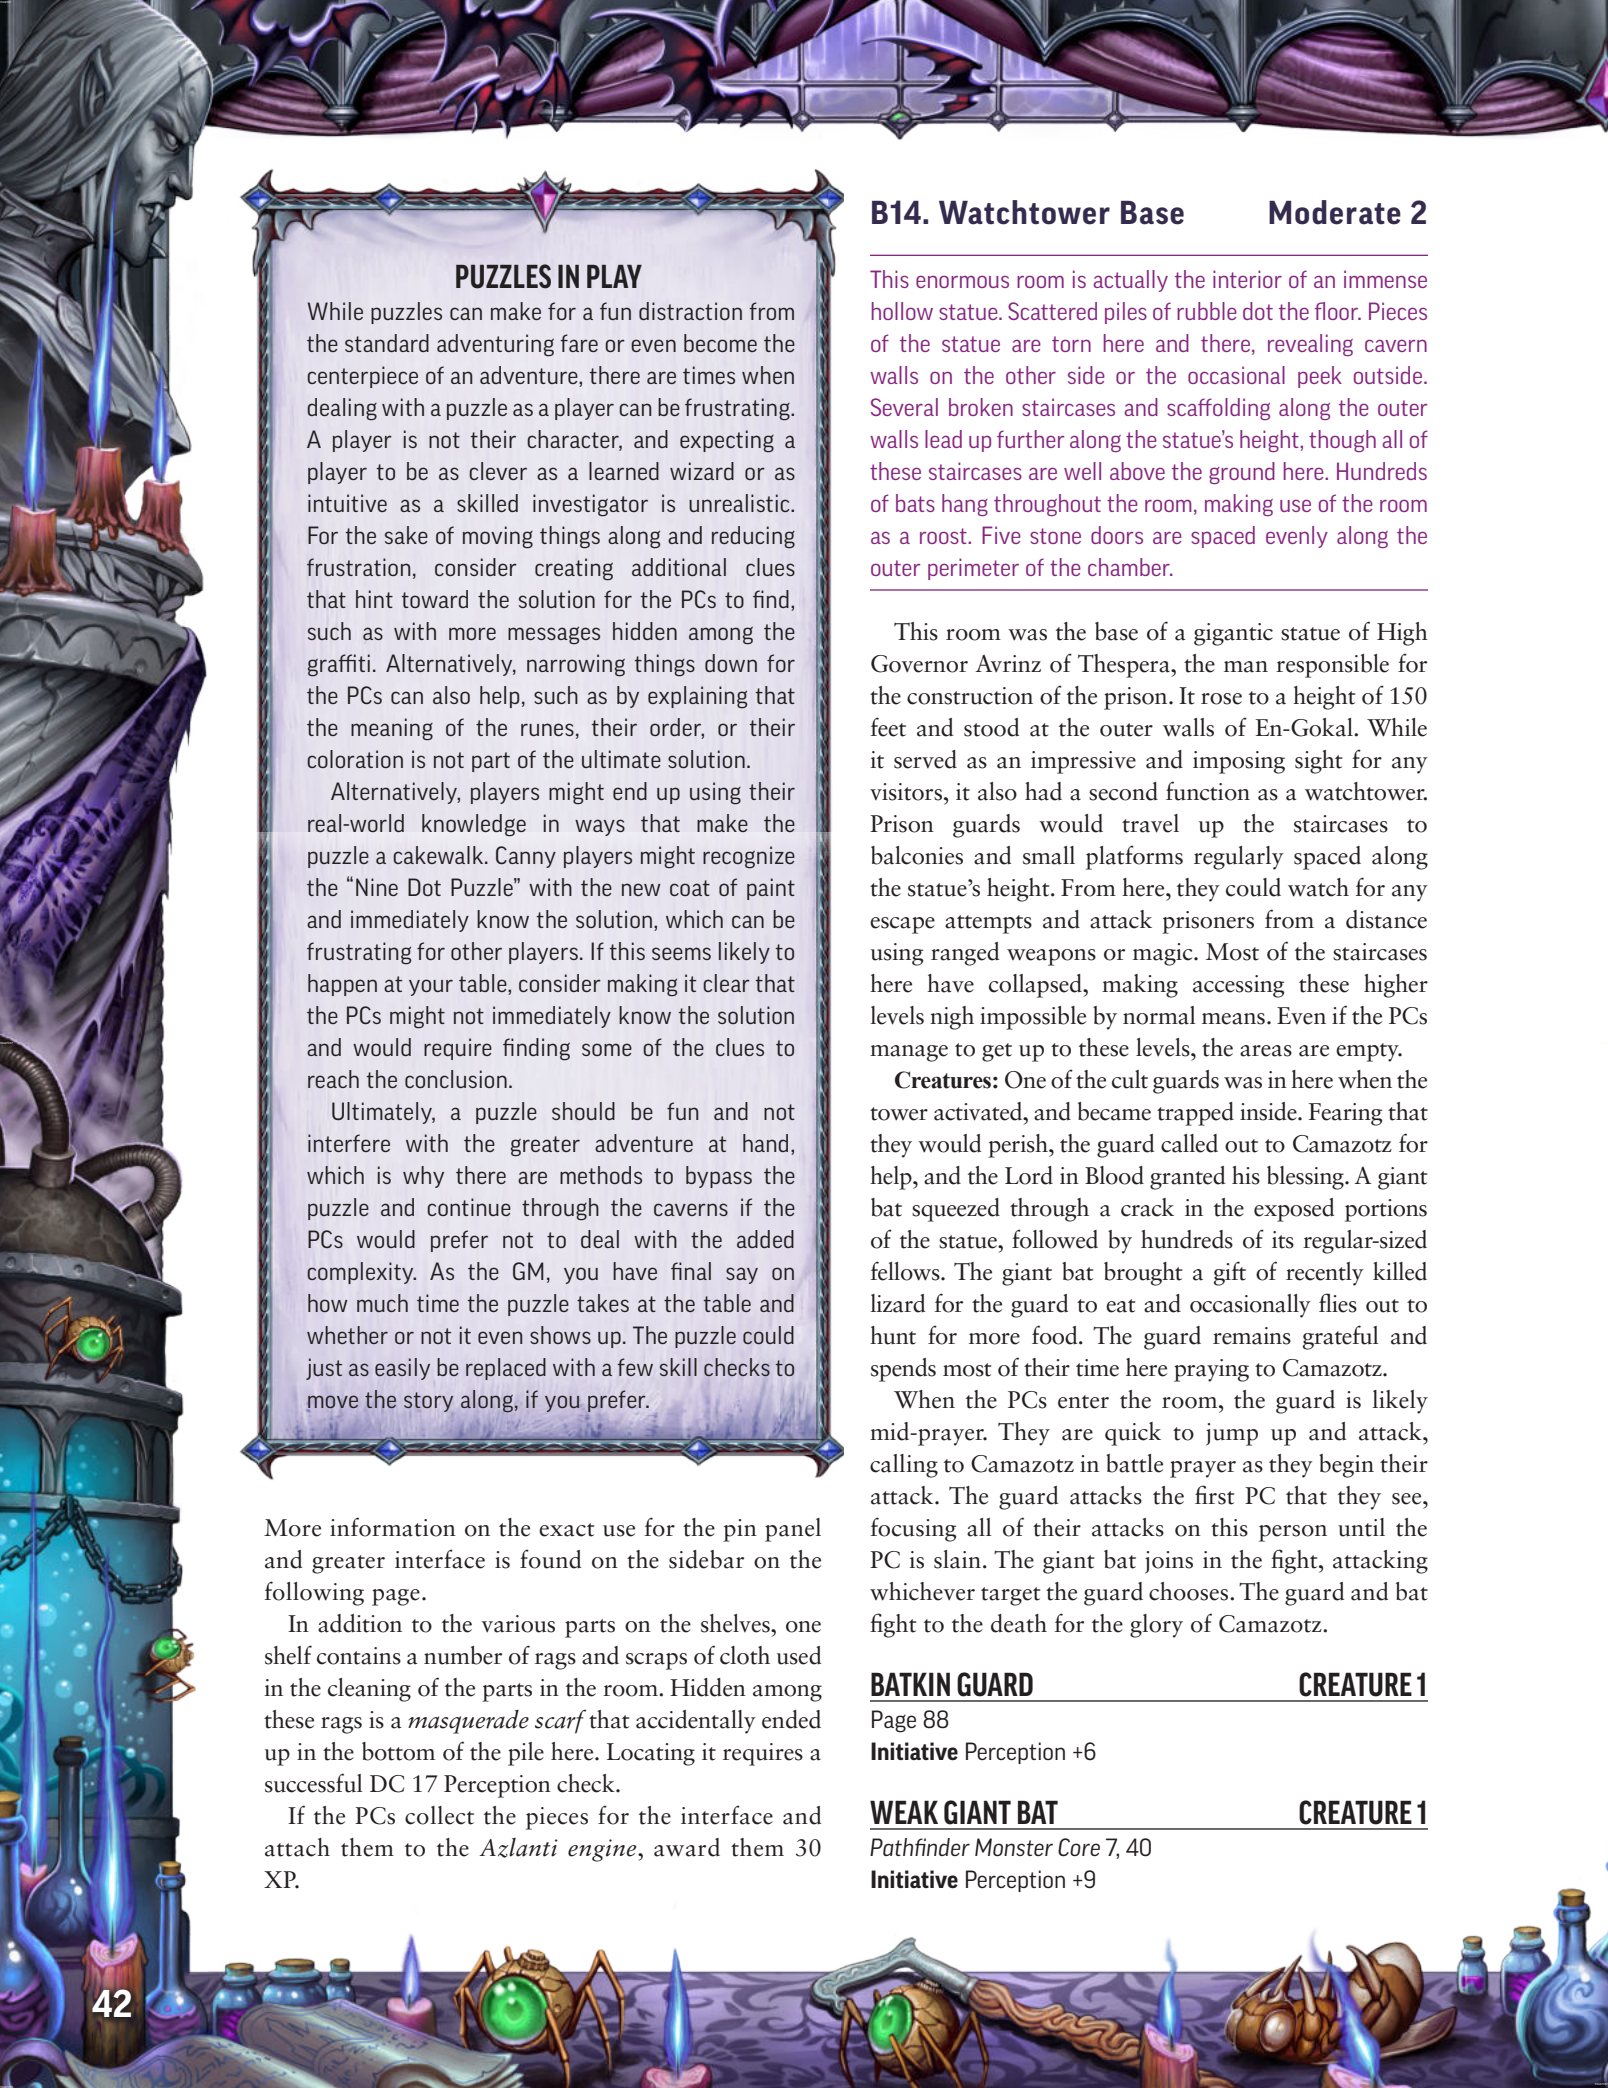 PUZZLES IN PLAY
While puzzles can make for a fun distraction from
the standard adventuring fare or even become the
centerpiece of an adventure, there are times when
dealing with a puzzle as a player can be frustrating.
A player is not their character, and expecting a
player to be as clever as a learned wizard or as
intuitive as a skilled investigator is unrealistic.
For the sake of moving things along and reducing
frustration, consider creating additional clues
that hint toward the solution for the PCs to find,
such as with more messages hidden among the
graffiti. Alternatively, narrowing things down for
the PCs can also help, such as by explaining that
the meaning of the runes, their order, or their
coloration is not part of the ultimate solution.
Alternatively, players might end up using their
real-world knowledge in ways that make the
puzzle a cakewalk. Canny players might recognize
the “Nine Dot Puzzle” with the new coat of paint
and immediately know the solution, which can be
frustrating for other players. If this seems likely to
happen at your table, consider making it clear that
the PCs might not immediately know the solution
and would require finding some of the clues to
reach the conclusion.
Ultimately, a puzzle should be fun and not
interfere with the greater adventure at hand,
which is why there are methods to bypass the
puzzle and continue through the caverns if the
PCs would prefer not to deal with the added
complexity. As the GM, you have final say on
how much time the puzzle takes at the table and
whether or not it even shows up. The puzzle could
just as easily be replaced with a few skill checks to
move the story along, if you prefer.
More information on the exact use for the pin panel
and greater interface is found on the sidebar on the
following page.
In addition to the various parts on the shelves, one
shelf contains a number of rags and scraps of cloth used
in the cleaning of the parts in the room. Hidden among
these rags is a masquerade scarf that accidentally ended
up in the bottom of the pile here. Locating it requires a
successful DC 17 Perception check.
If the PCs collect the pieces for the interface and
attach them to the Azlanti engine, award them 30
XP.
B14. Watchtower Base Moderate 2
This enormous room is actually the interior of an immense
hollow statue. Scattered piles of rubble dot the floor. Pieces
of the statue are torn here and there, revealing cavern
walls on the other side or the occasional peek outside.
Several broken staircases and scaffolding along the outer
walls lead up further along the statue’s height, though all of
these staircases are well above the ground here. Hundreds
of bats hang throughout the room, making use of the room
as a roost. Five stone doors are spaced evenly along the
outer perimeter of the chamber.
This room was the base of a gigantic statue of High
Governor Avrinz of Thespera, the man responsible for
the construction of the prison. It rose to a height of 150
feet and stood at the outer walls of En-Gokal. While
it served as an impressive and imposing sight for any
visitors, it also had a second function as a watchtower.
Prison guards would travel up the staircases to
balconies and small platforms regularly spaced along
the statue’s height. From here, they could watch for any
escape attempts and attack prisoners from a distance
using ranged weapons or magic. Most of the staircases
here have collapsed, making accessing these higher
levels nigh impossible by normal means. Even if the PCs
manage to get up to these levels, the areas are empty.
Creatures: One of the cult guards was in here when the
tower activated, and became trapped inside. Fearing that
they would perish, the guard called out to Camazotz for
help, and the Lord in Blood granted his blessing. A giant
bat squeezed through a crack in the exposed portions
of the statue, followed by hundreds of its regular-sized
fellows. The giant bat brought a gift of recently killed
lizard for the guard to eat and occasionally flies out to
hunt for more food. The guard remains grateful and
spends most of their time here praying to Camazotz.
When the PCs enter the room, the guard is likely
mid-prayer. They are quick to jump up and attack,
calling to Camazotz in battle prayer as they begin their
attack. The guard attacks the first PC that they see,
focusing all of their attacks on this person until the
PC is slain. The giant bat joins in the fight, attacking
whichever target the guard chooses. The guard and bat
fight to the death for the glory of Camazotz.
BATKIN GUARD CREATURE 1
Page 88
Initiative Perception +6
WEAK GIANT BAT CREATURE 1
Pathfinder Monster Core 7, 40
Initiative Perception +9
42